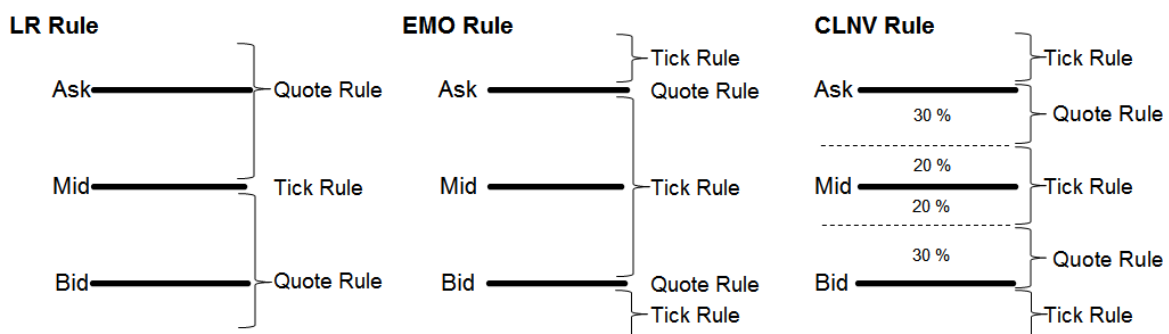 LR Rule
Ask
Quote Rule
Mid
Tick Rule
Bid
Quote Rule
EMO Rule
Tick Rule
Ask
Quote Rule
Mid
Tick Rule
Bid
Quote Rule
Tick Rule
CLNV Rule
Tick Rule
Ask
30 %
Quote Rule
20 %
Mid
Tick Rule
20 %
30 %
Quote Rule
Bid
Tick Rule